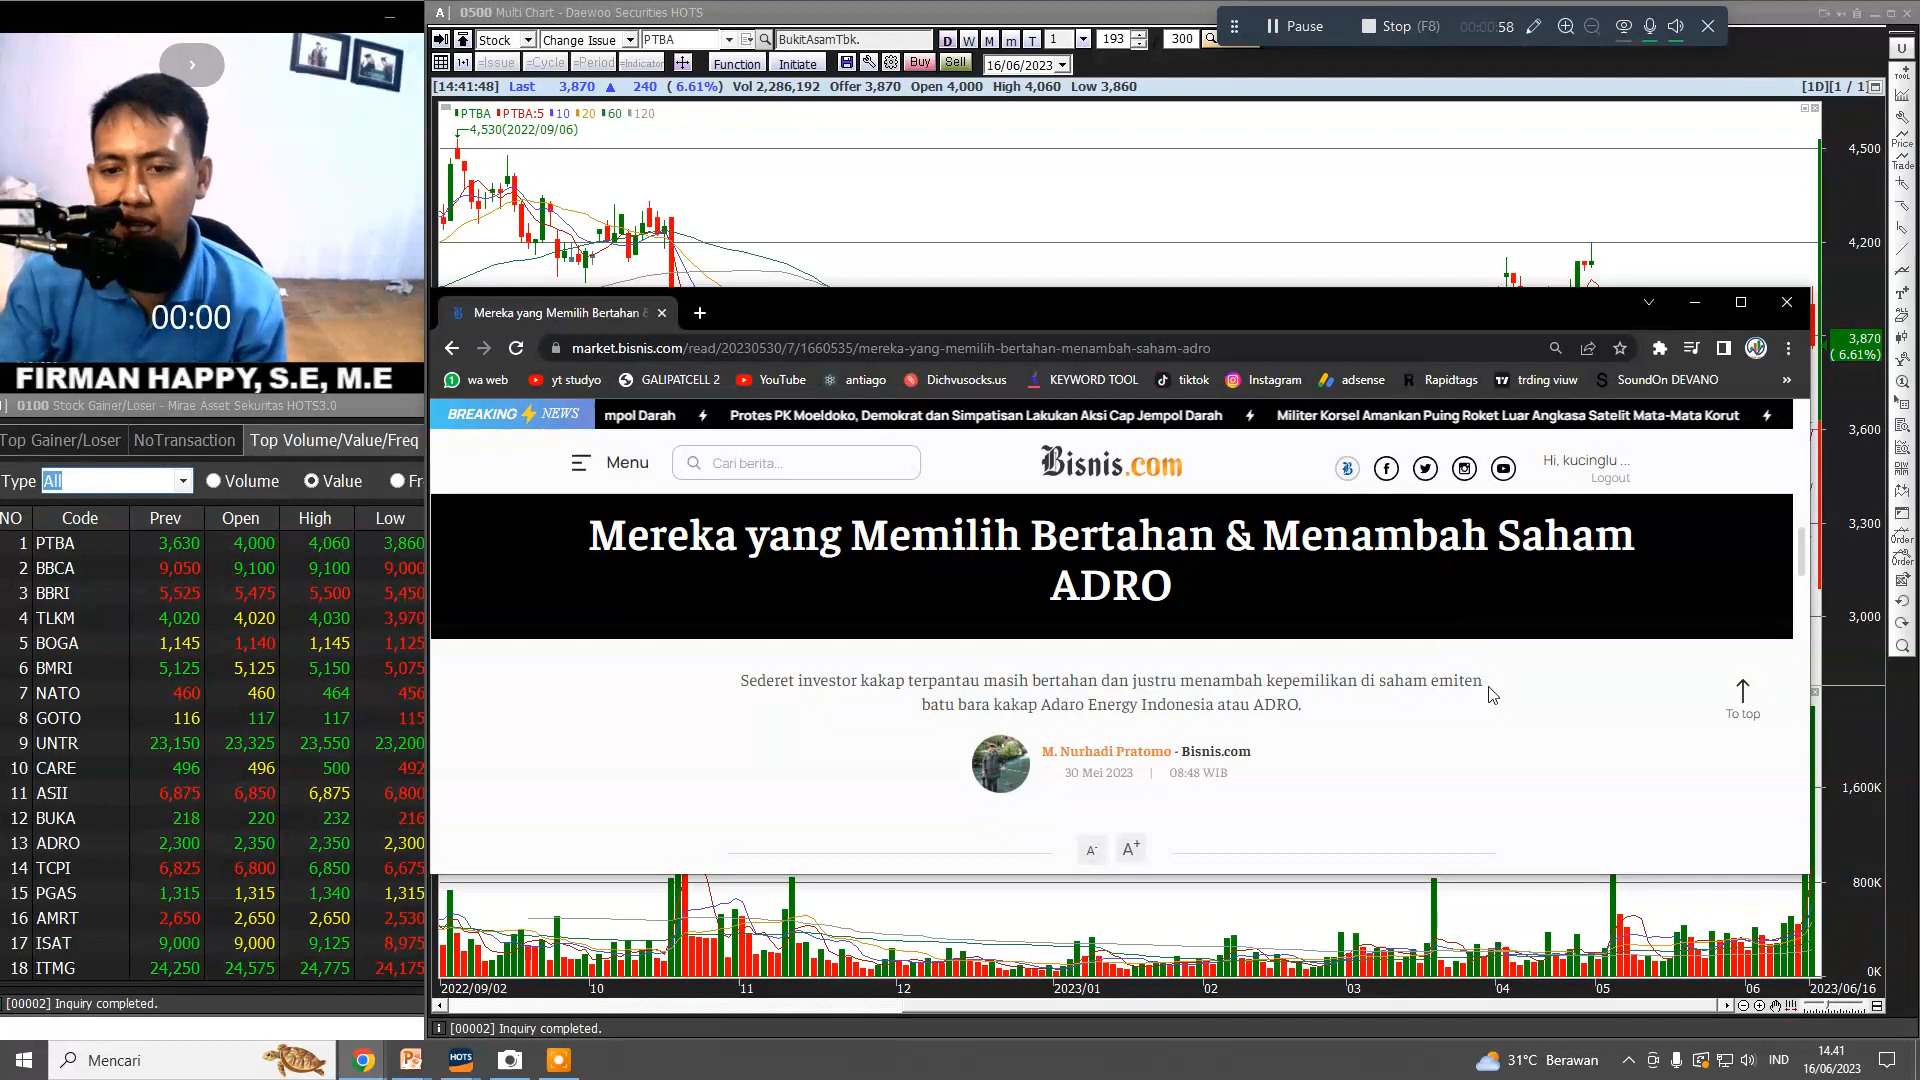 0500 Multi Chart - Daewoo Securities HOTS
Pause
Stop (F8)
00:00:58
Stock
Change Issue
PTBA
BukitAsamTbk.
D W M m T 1
193
300
=Issue =Cycle =Period =Indicator
Function
Initiate
Buy
Sell
16/06/2023
[14:41:48] Last 3,870 ▲ 240 ( 6.61%) Vol 2,286,192 Offer 3,870 Open 4,000 High 4,060 Low 3,860
[1D][1 / 1]
PTBA PTBA:5 10 20 60 120
4,530(2022/09/06)
4,500
4,200
3,870
( 6.61%)
3,600
3,300
3,000
1,600K
800K
0K
U
TOOL
Price
Trade
Order
Order
00:00
FIRMAN HAPPY, S.E, M.E
0100 Stock Gainer/Loser - Mirae Asset Sekuritas HOTS3.0
Top Gainer/Loser NoTransaction Top Volume/Value/Freq
Type All Volume Value Fr
NO Code Prev Open High Low
1 PTBA 3,630 4,000 4,060 3,860
2 BBCA 9,050 9,100 9,100 9,000
3 BBRI 5,525 5,475 5,500 5,450
4 TLKM 4,020 4,020 4,030 3,970
5 BOGA 1,145 1,140 1,145 1,125
6 BMRI 5,125 5,125 5,150 5,075
7 NATO 460 460 464 456
8 GOTO 116 117 117 115
9 UNTR 23,150 23,325 23,550 23,200
10 CARE 496 496 500 492
11 ASII 6,875 6,850 6,875 6,800
12 BUKA 218 220 232 216
13 ADRO 2,300 2,350 2,350 2,300
14 TCPI 6,825 6,800 6,850 6,675
15 PGAS 1,315 1,315 1,340 1,315
16 AMRT 2,650 2,650 2,650 2,530
17 ISAT 9,000 9,000 9,125 8,975
18 ITMG 24,250 24,575 24,775 24,175
[00002] Inquiry completed.
Mereka yang Memilih Bertahan &
market.bisnis.com/read/20230530/7/1660535/mereka-yang-memilih-bertahan-menambah-saham-adro
wa web yt studyo GALIPATCELL 2 YouTube antiago Dichvusocks.us KEYWORD TOOL tiktok Instagram adsense Rapidtags trding viuw SoundOn DEVANO »
BREAKING NEWS mpol Darah Protes PK Moeldoko, Demokrat dan Simpatisan Lakukan Aksi Cap Jempol Darah Militer Korsel Amankan Puing Roket Luar Angkasa Satelit Mata-Mata Korut
Menu
Cari berita...
Bisnis.com
Hi, kucinglu ...
Logout
Mereka yang Memilih Bertahan & Menambah Saham
ADRO
Sederet investor kakap terpantau masih bertahan dan justru menambah kepemilikan di saham emiten
batu bara kakap Adaro Energy Indonesia atau ADRO.
M. Nurhadi Pratomo - Bisnis.com
30 Mei 2023 | 08:48 WIB
To top
A-
A+
2022/09/02 10 11 12 2023/01 02 03 04 05 06 2023/06/16
[00002] Inquiry completed.
Mencari
HOTS
31°C Berawan
IND
14.41
16/06/2023